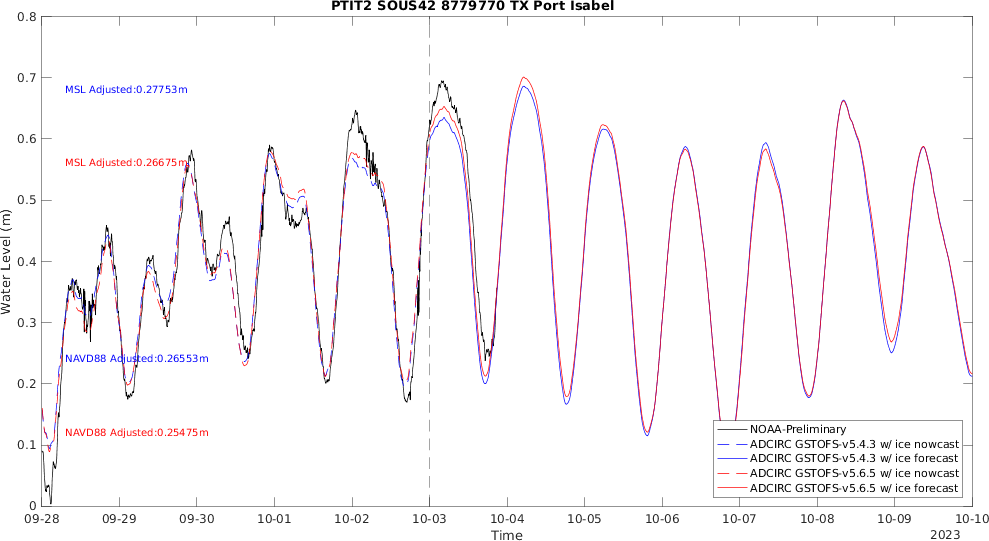 PTIT2 SOUS42 8779770 TX Port Isabel
0.8
0.7
0.6
0.5
0.4
0.3
0.2
0.1
0
Water Level (m)
MSL Adjusted:0.27753m
MSL Adjusted:0.26675m
NAVD88 Adjusted:0.26553m
NAVD88 Adjusted:0.25475m
NOAA-Preliminary
ADCIRC GSTOFS-v5.4.3 w/ ice nowcast
ADCIRC GSTOFS-v5.4.3 w/ ice forecast
ADCIRC GSTOFS-v5.6.5 w/ ice nowcast
ADCIRC GSTOFS-v5.6.5 w/ ice forecast
09-28 09-29 09-30 10-01 10-02 10-03 10-04 10-05 10-06 10-07 10-08 10-09 10-10
Time
2023